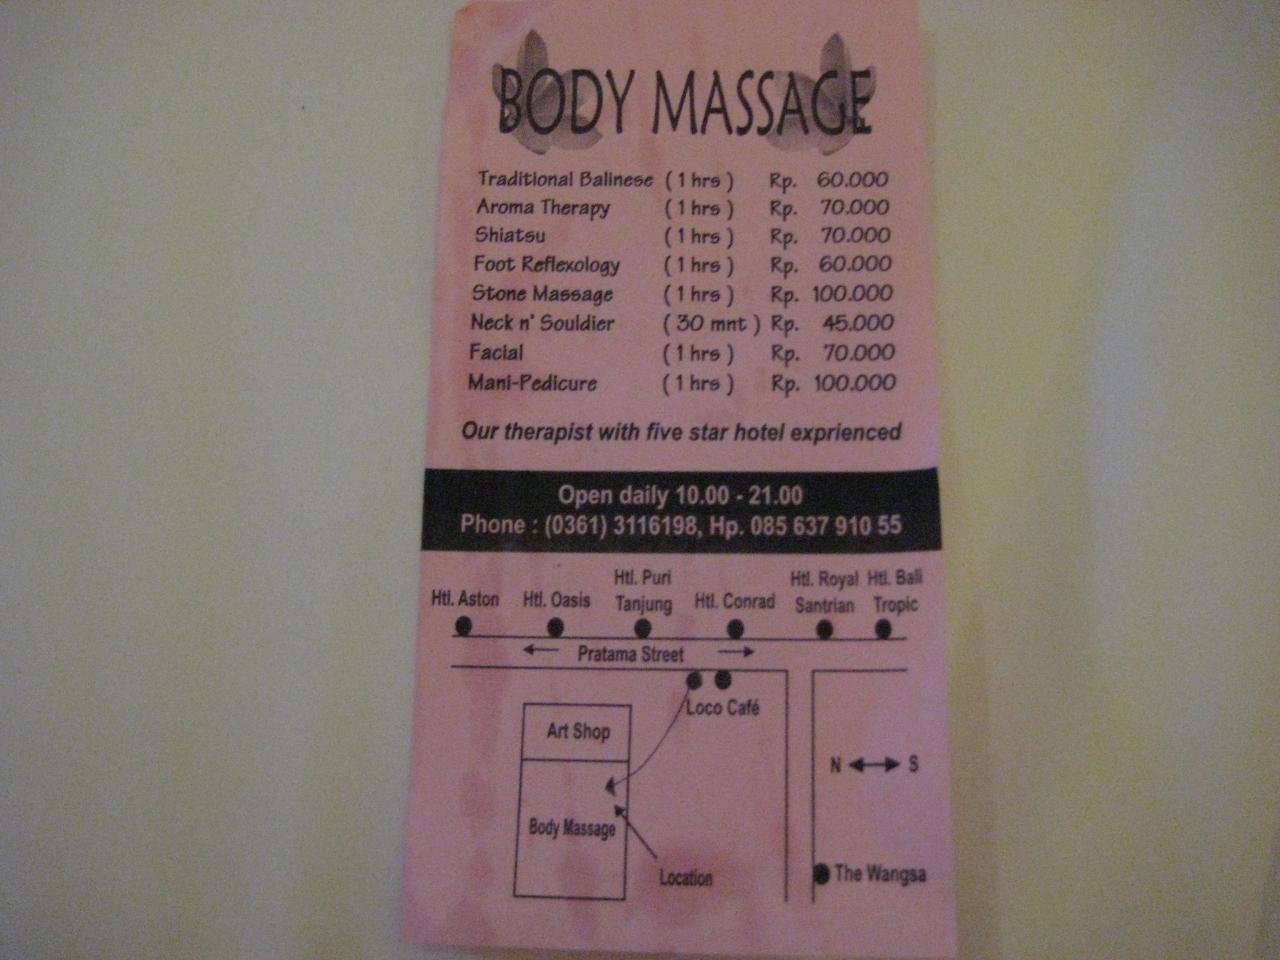 BODY MASSAGE
Traditional Balinese ( 1 hrs ) Rp. 60.000
Aroma Therapy ( 1 hrs ) Rp. 70.000
Shiatsu ( 1 hrs ) Rp. 70.000
Foot Reflexology ( 1 hrs ) Rp. 60.000
Stone Massage ( 1 hrs ) Rp. 100.000
Neck n' Souldier ( 30 mnt ) Rp. 45.000
Facial ( 1 hrs ) Rp. 70.000
Mani-Pedicure ( 1 hrs ) Rp. 100.000
Our therapist with five star hotel exprienced
Open daily 10.00 - 21.00
Phone : (0361) 3116198, Hp. 085 637 910 55
Htl. Aston
Htl. Oasis
Htl. Puri
Tanjung
Htl. Conrad
Htl. Royal
Santrian
Htl. Bali
Tropic
Pratama Street
Loco Café
Art Shop
N S
Body Massage
Location
The Wangsa